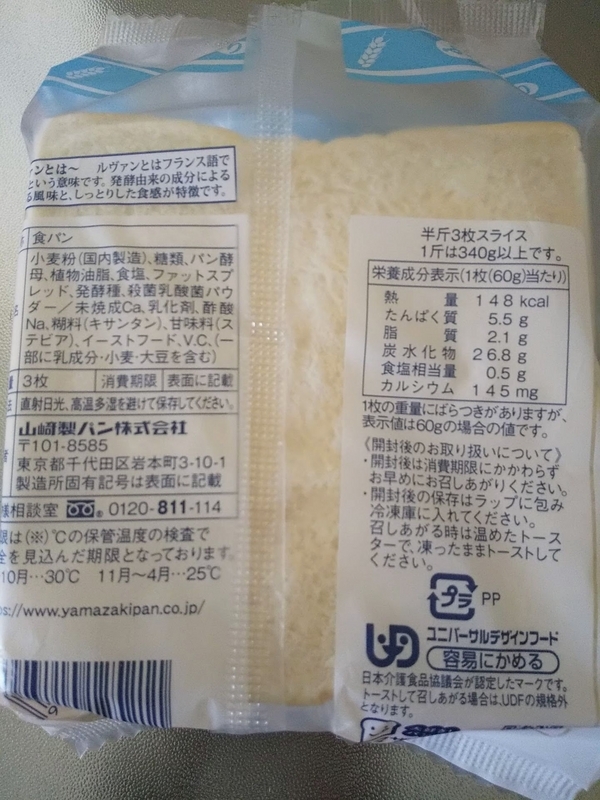 ンとは～ ルヴァンとはフランス語で
という意味です。発酵由来の成分による
風味と、しっとりした食感が特徴です。
食パン
小麦粉(国内製造)、糖類、パン酵
母、植物油脂、食塩、ファットスプ
レッド、発酵種、殺菌乳酸菌パウ
ダー／未焼成Ca、乳化剤、酢酸
Na、糊料(キサンタン)、甘味料(ス
テビア)、イーストフード、V.C、(一
部に乳成分・小麦・大豆を含む)
3枚 消費期限 表面に記載
直射日光、高温多湿を避けて保存してください。
山崎製パン株式会社
〒101-8585
東京都千代田区岩本町3-10-1
製造所固有記号は表面に記載
様相談室 0120-811-114
限は(※)℃の保管温度の検査で
全を見込んだ期限となっております。
10月…30℃ 11月～4月…25℃
s://www.yamazakipan.co.jp/
半斤3枚スライス
1斤は340g以上です。
栄養成分表示(1枚(60g)当たり)
熱量 148 kcal
たんぱく質 5.5 g
脂質 2.1 g
炭水化物 26.8 g
食塩相当量 0.5 g
カルシウム 145 mg
1枚の重量にばらつきがありますが、
表示値は60gの場合の値です。
《開封後のお取り扱いについて》
・開封後は消費期限にかかわらず
お早めにお召しあがりください。
・開封後の保存はラップに包み
冷凍庫に入れてください。
召しあがる時は温めたトース
ターで、凍ったままトーストして
ください。
プラ PP
UD ユニバーサルデザインフード
容易にかめる
日本介護食品協議会が認定したマークです。
トーストして召しあがる場合は、UDFの規格外
となります。